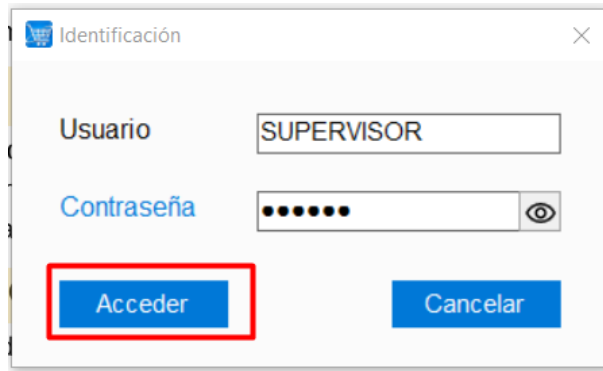 Identificación
Usuario SUPERVISOR
Contraseña ••••••
Acceder Cancelar